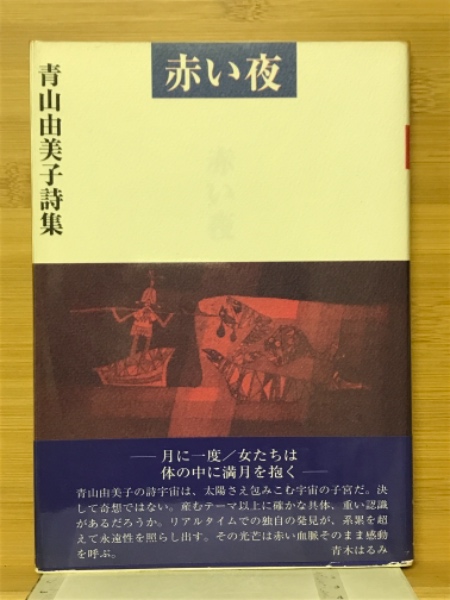 赤い夜
青山由美子詩集
──月に一度／女たちは
体の中に満月を抱く──
青山由美子の詩宇宙は、太陽さえ包みこむ宇宙の子宮だ。決
して奇想ではない。産むテーマ以上に確かな具体、重い認識
があるだろうか。リアルタイムでの独自の発見が、系累を超
えて永遠性を照らし出す。その光芒は赤い血脈そのまま感動
を呼ぶ。
青木はるみ